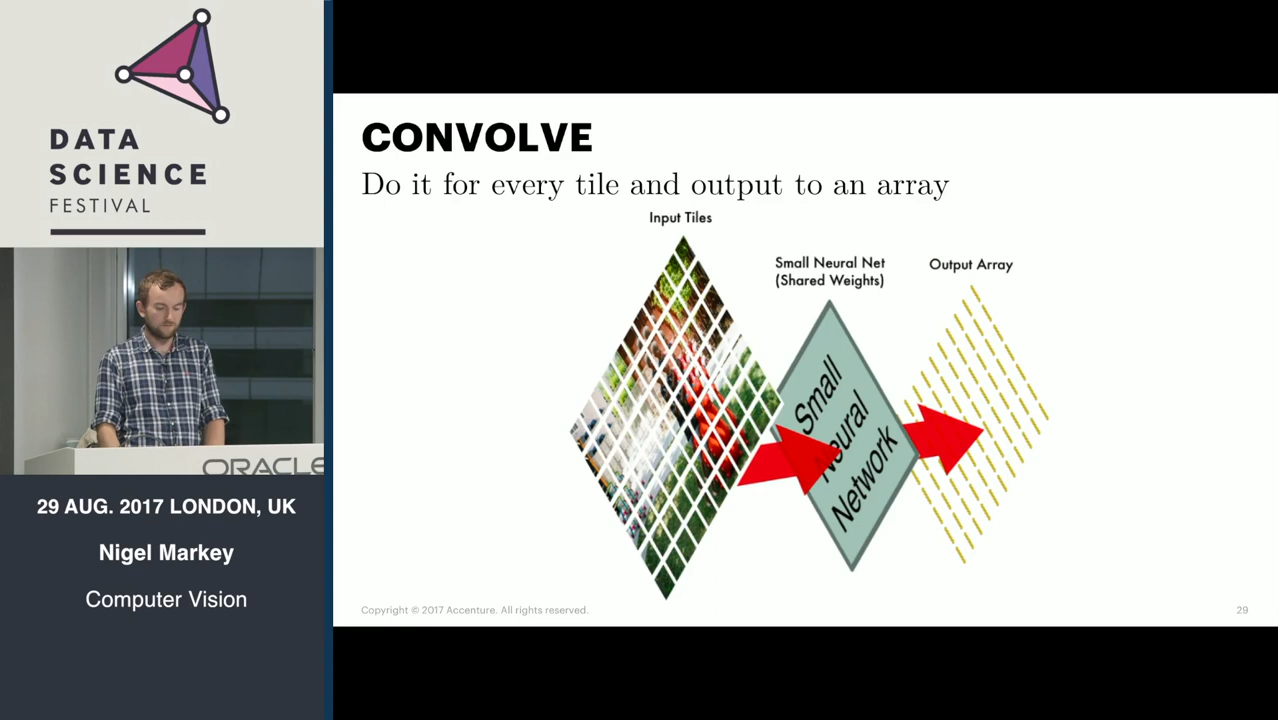 DATA
SCIENCE
FESTIVAL
ORACLE
29 AUG. 2017 LONDON, UK
Nigel Markey
Computer Vision
CONVOLVE
Do it for every tile and output to an array
Input Tiles
Small Neural Net
(Shared Weights)
Output Array
Small
Neural
Network
Copyright © 2017 Accenture. All rights reserved.
29